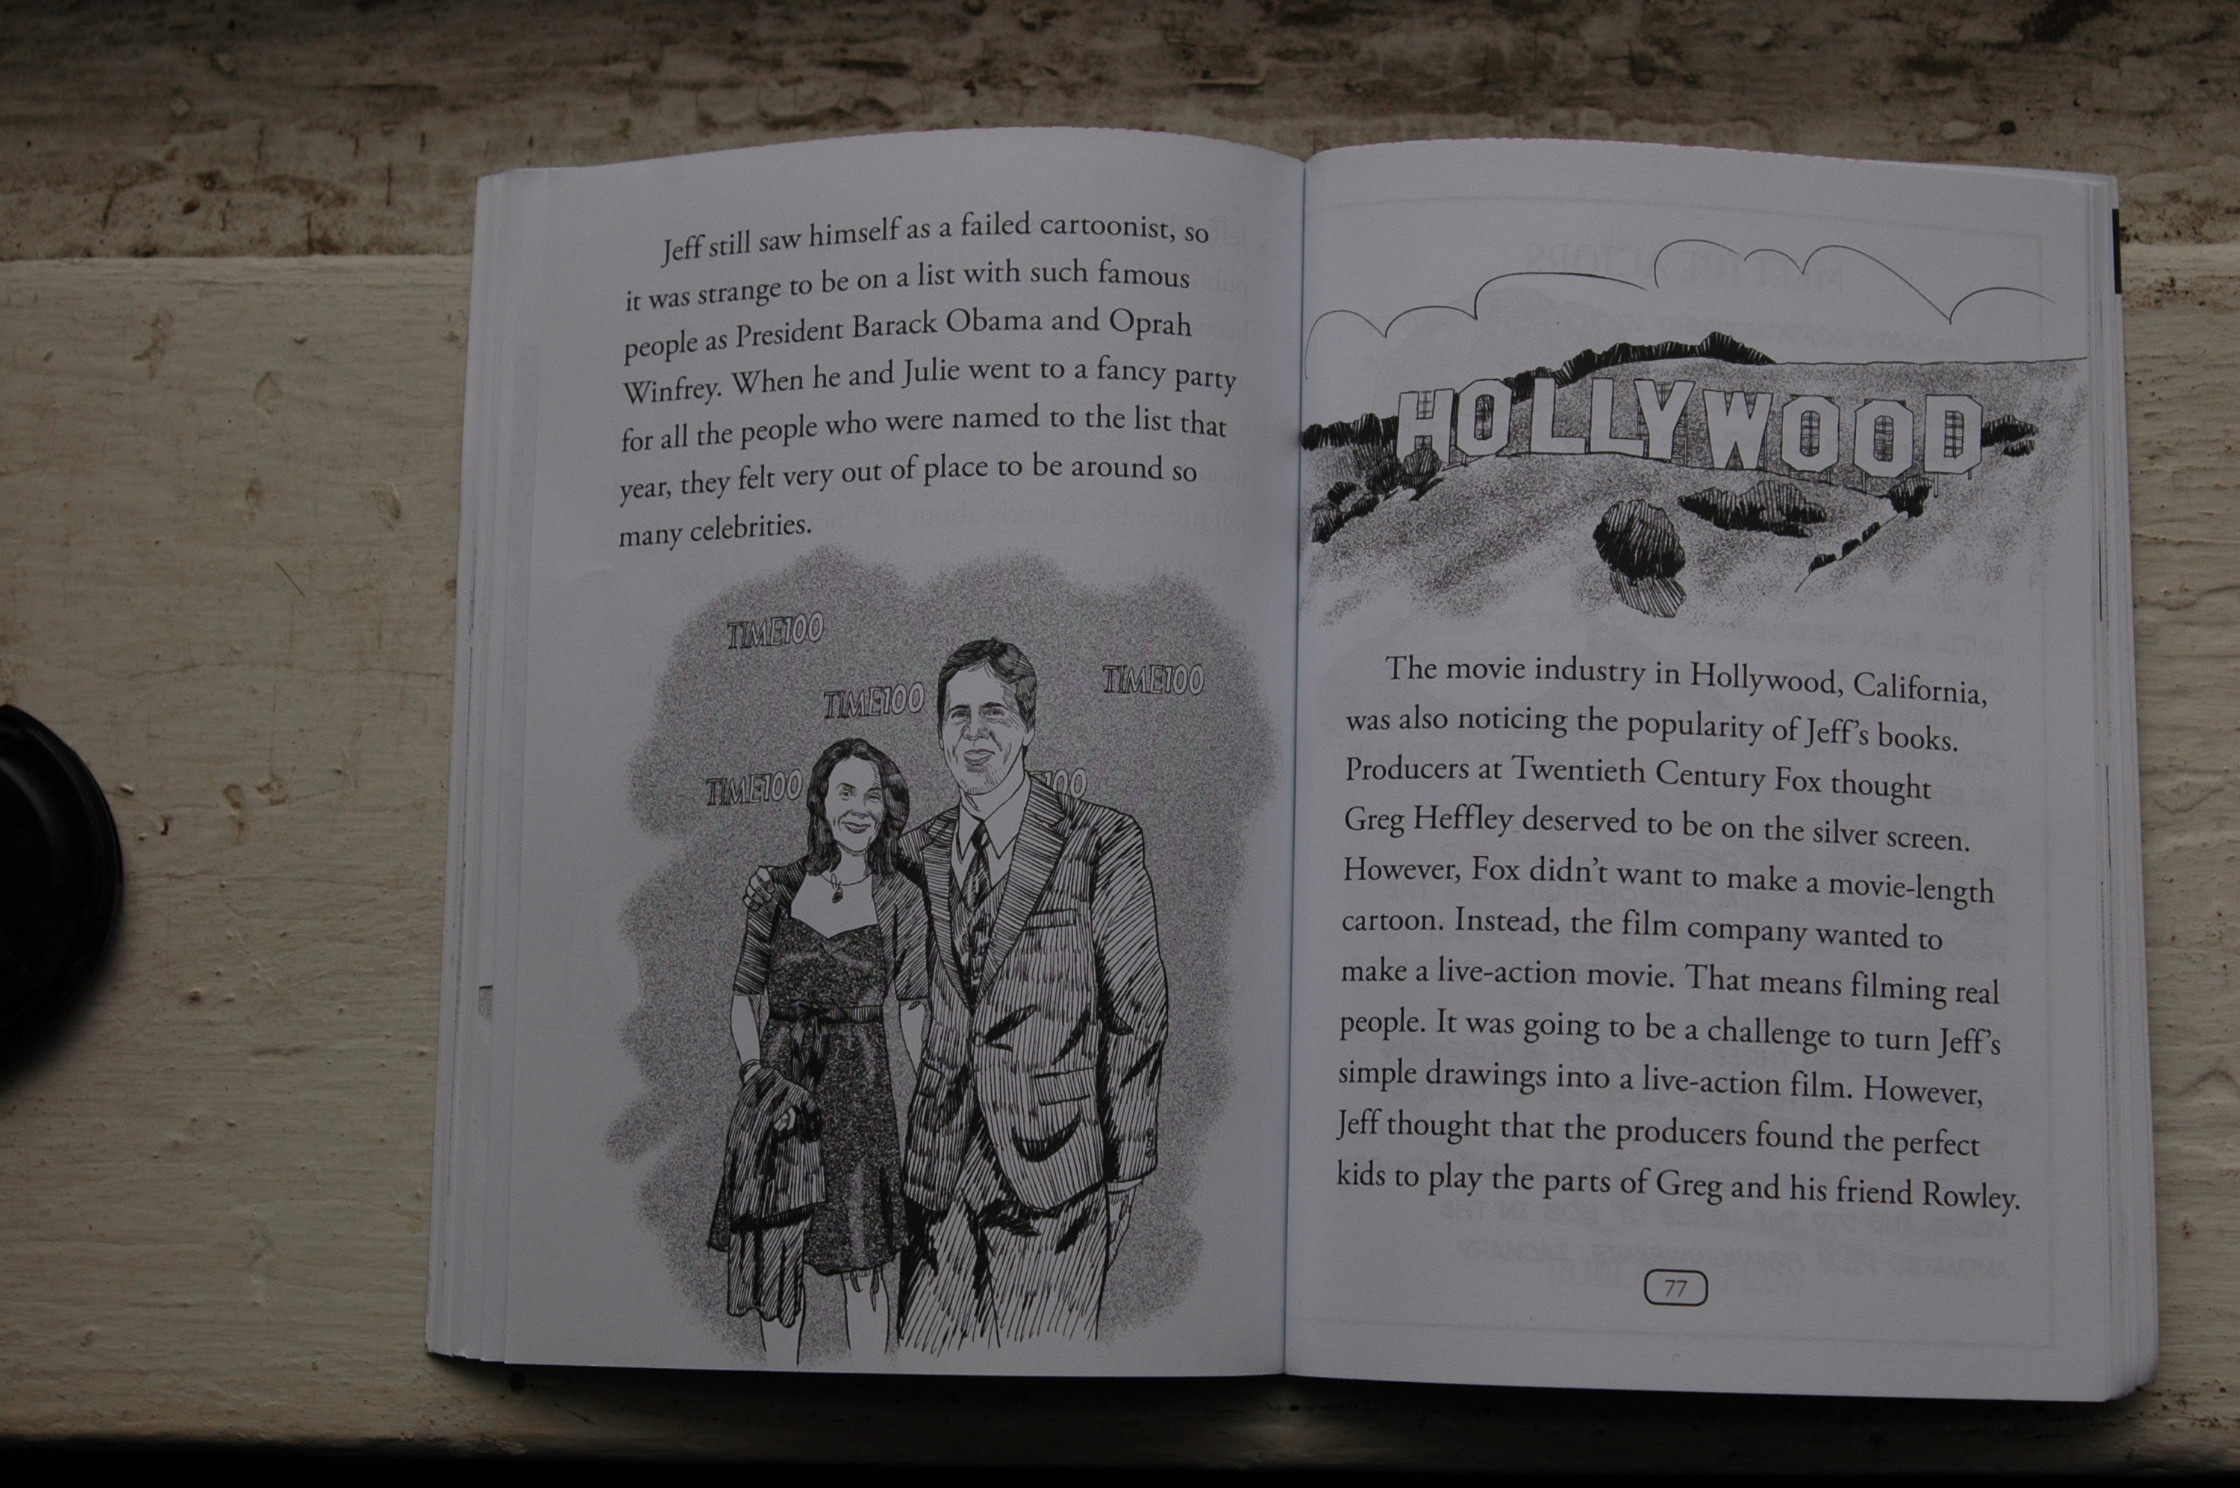 Jeff still saw himself as a failed cartoonist, so
it was strange to be on a list with such famous
people as President Barack Obama and Oprah
Winfrey. When he and Julie went to a fancy party
for all the people who were named to the list that
year, they felt very out of place to be around so
many celebrities.
TIME100
TIME100
TIME100
TIME100
E100
HOLLYWOOD
The movie industry in Hollywood, California,
was also noticing the popularity of Jeff's books.
Producers at Twentieth Century Fox thought
Greg Heffley deserved to be on the silver screen.
However, Fox didn't want to make a movie-length
cartoon. Instead, the film company wanted to
make a live-action movie. That means filming real
people. It was going to be a challenge to turn Jeff's
simple drawings into a live-action film. However,
Jeff thought that the producers found the perfect
kids to play the parts of Greg and his friend Rowley.
77